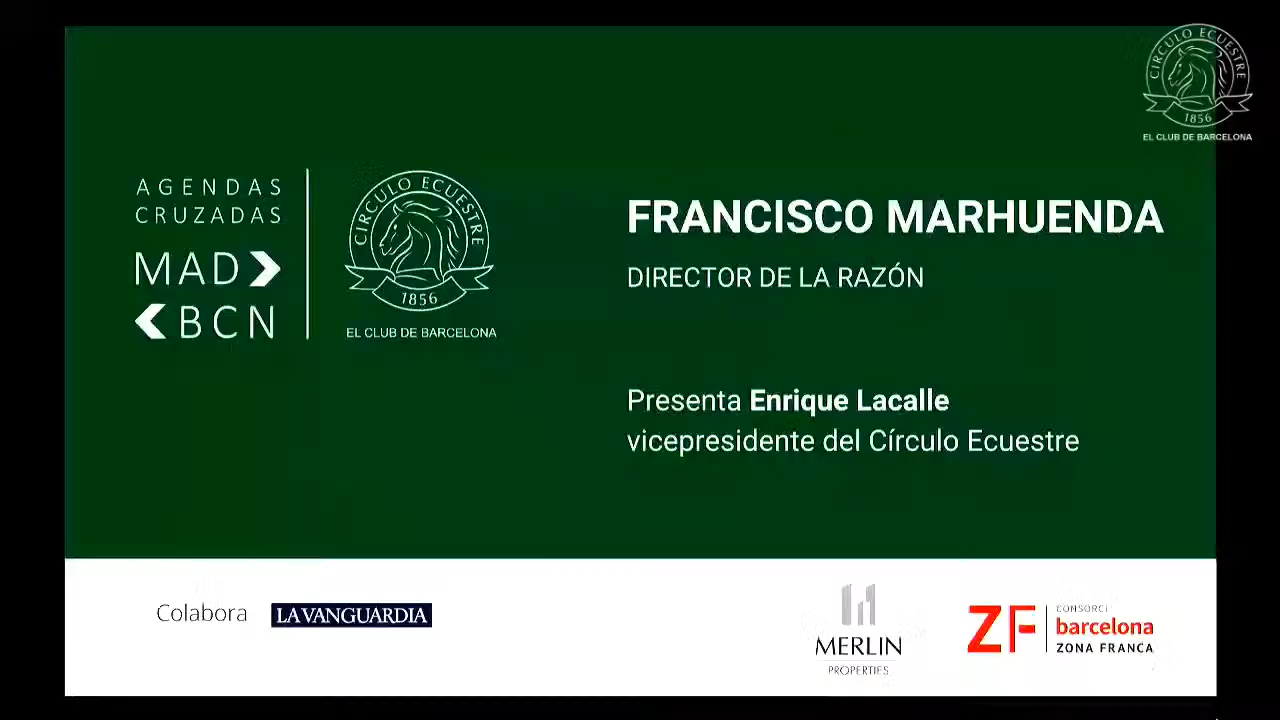 CÍRCULO ECUESTRE
1856
EL CLUB DE BARCELONA
AGENDAS
CRUZADAS
MAD
BCN
CÍRCULO ECUESTRE
1856
EL CLUB DE BARCELONA
FRANCISCO MARHUENDA
DIRECTOR DE LA RAZÓN
Presenta Enrique Lacalle
vicepresidente del Círculo Ecuestre
Colabora
LA VANGUARDIA
MERLIN
PROPERTIES
ZF
CONSORCI
barcelona
ZONA FRANCA